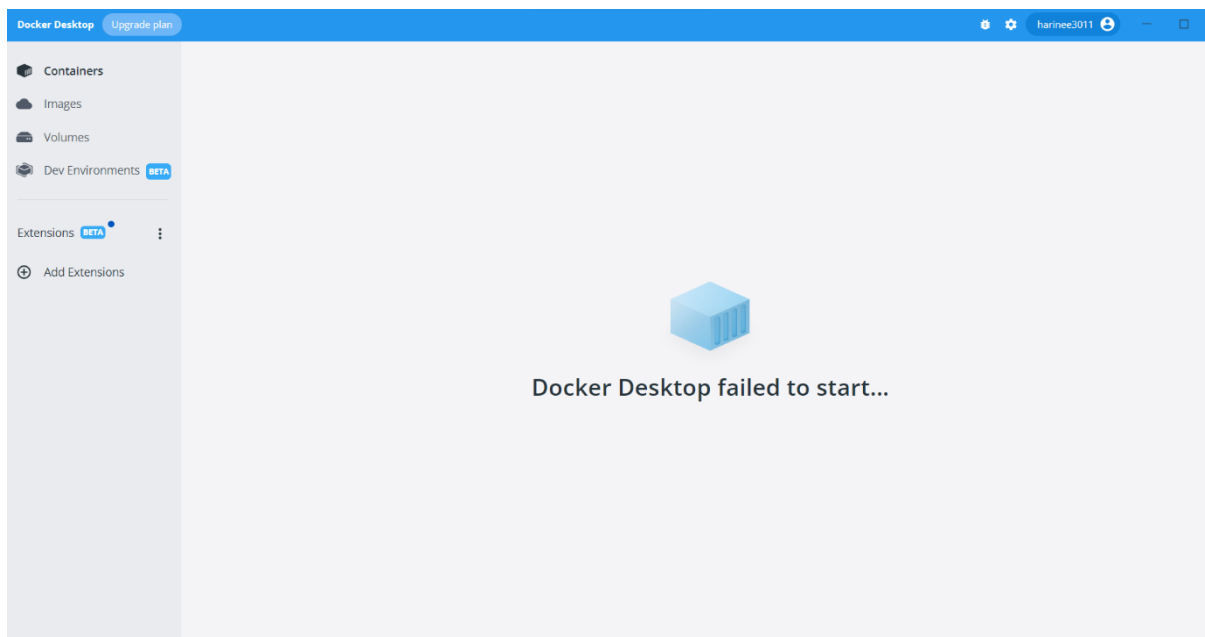 Docker Desktop Upgrade plan harinee3011
Containers
Images
Volumes
Dev Environments BETA
Extensions BETA
Add Extensions
Docker Desktop failed to start...